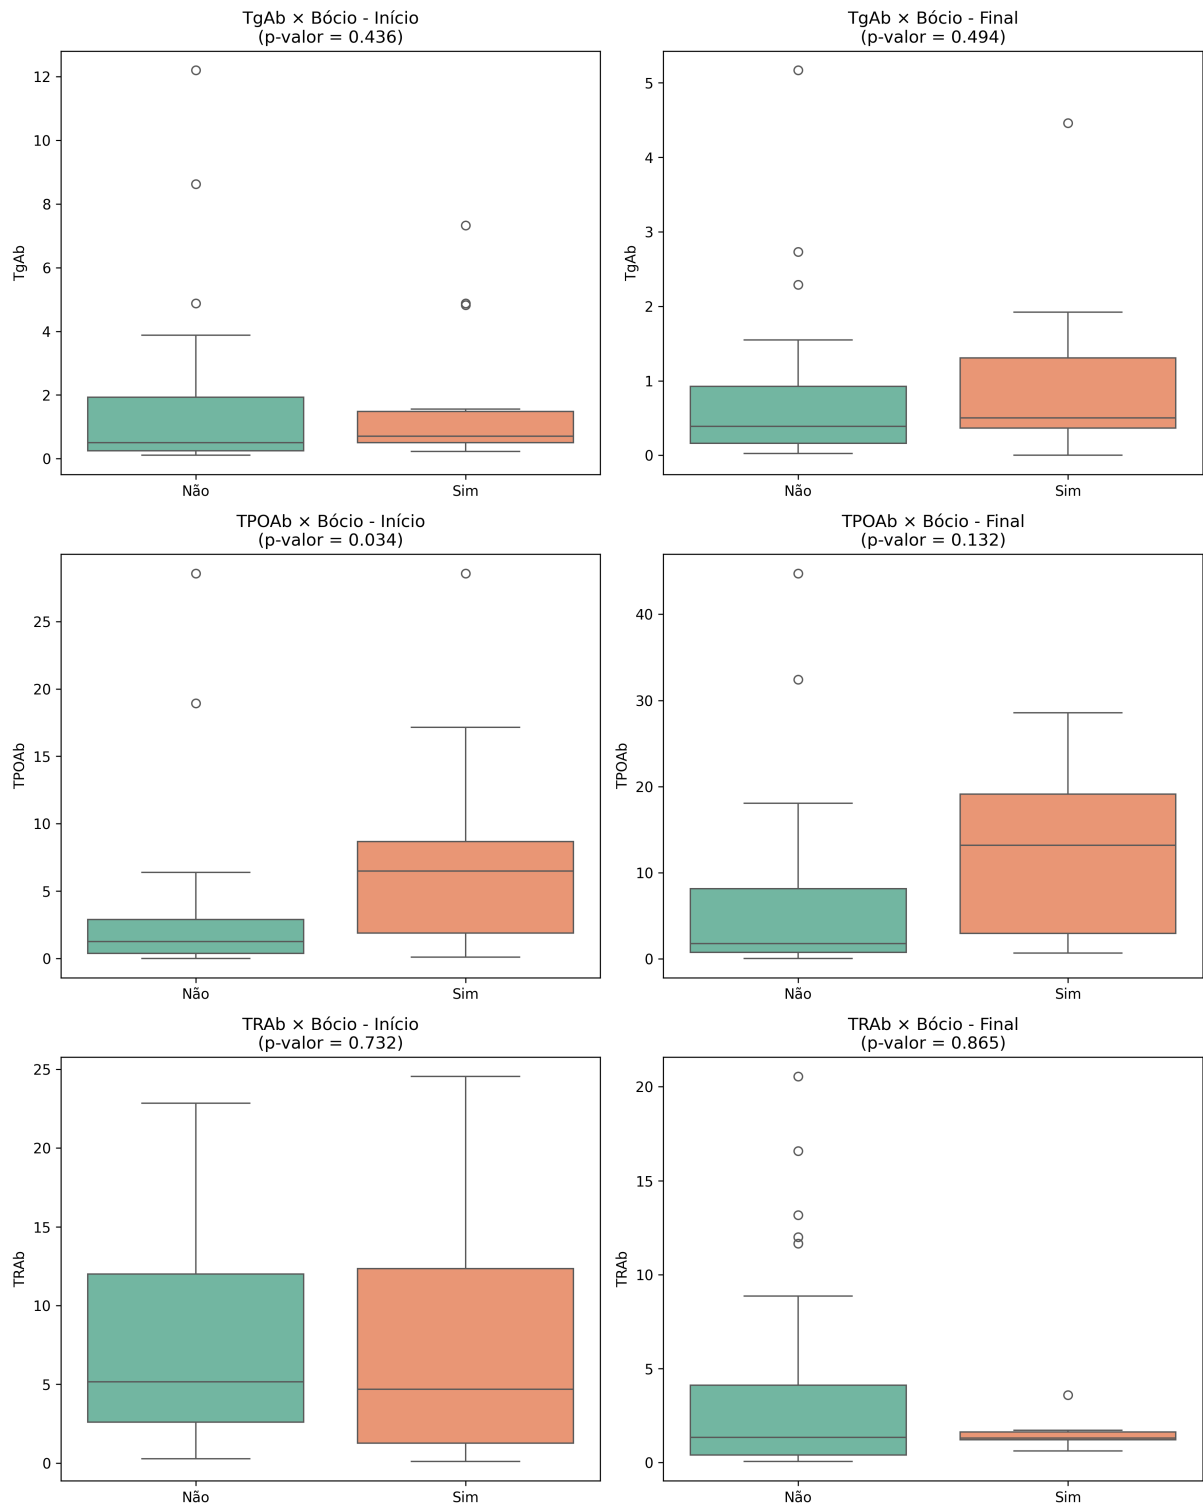 TgAb × Bócio - Início
(p-valor = 0.436)
12
10
8
6
4
2
0
TgAb
Não
Sim
TgAb × Bócio - Final
(p-valor = 0.494)
5
4
3
2
1
0
TgAb
Não
Sim
TPOAb × Bócio - Início
(p-valor = 0.034)
25
20
15
10
5
0
TPOAb
Não
Sim
TPOAb × Bócio - Final
(p-valor = 0.132)
40
30
20
10
0
TPOAb
Não
Sim
TRAb × Bócio - Início
(p-valor = 0.732)
25
20
15
10
5
0
TRAb
Não
Sim
TRAb × Bócio - Final
(p-valor = 0.865)
20
15
10
5
0
TRAb
Não
Sim